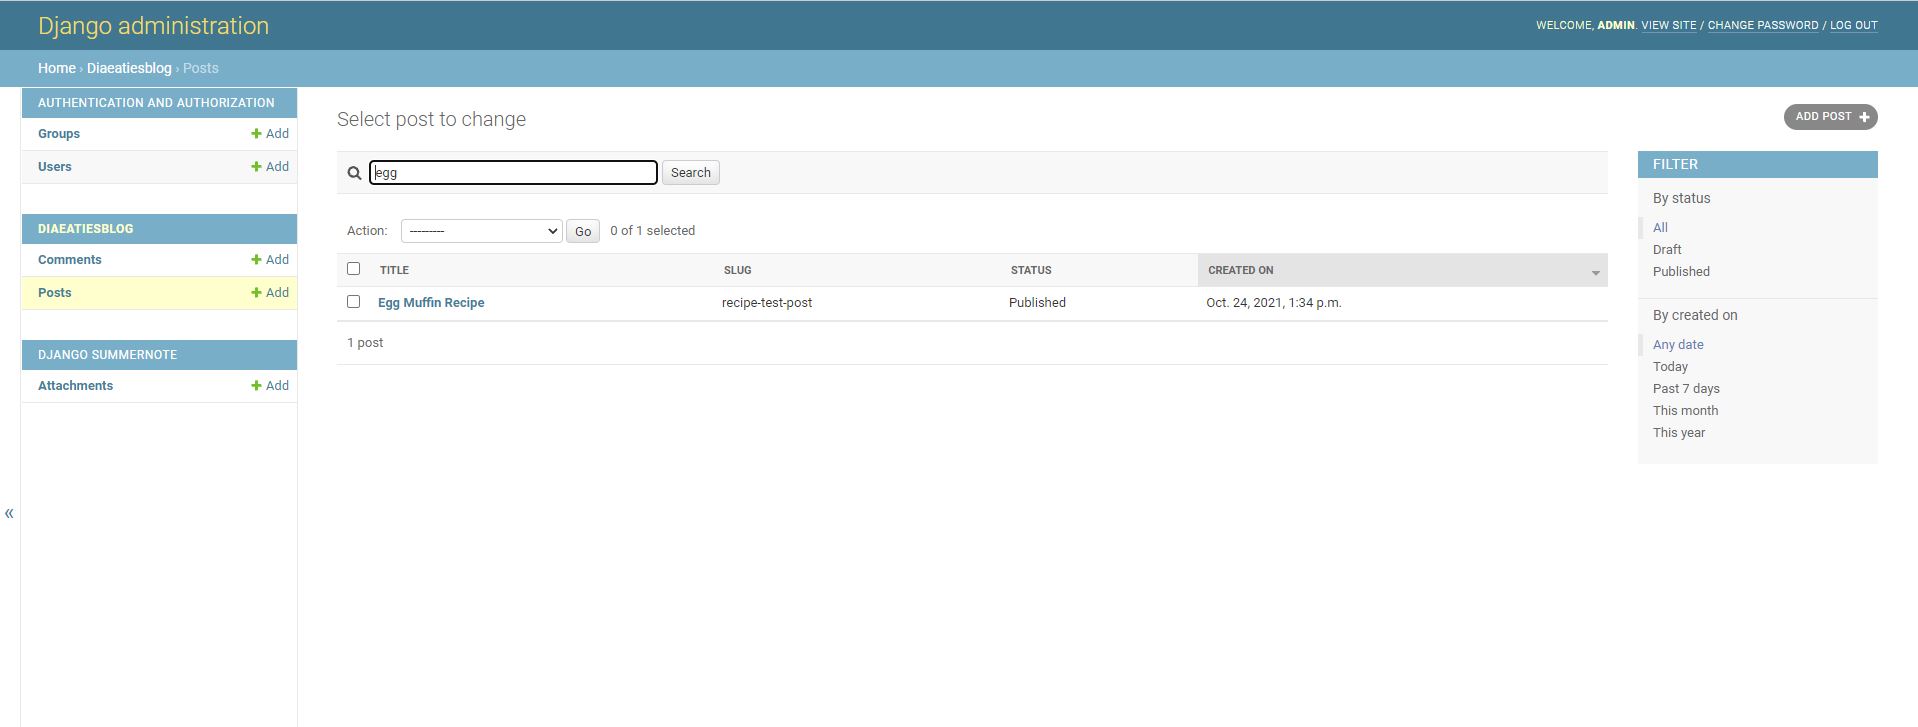 Django administration
WELCOME, ADMIN. VIEW SITE / CHANGE PASSWORD / LOG OUT
Home › Diaeatiesblog › Posts
AUTHENTICATION AND AUTHORIZATION
Groups + Add
Users + Add
DIAEATIESBLOG
Comments + Add
Posts + Add
DJANGO SUMMERNOTE
Attachments + Add
«
Select post to change
ADD POST +
egg Search
Action: --------- Go 0 of 1 selected
TITLE SLUG STATUS CREATED ON
Egg Muffin Recipe recipe-test-post Published Oct. 24, 2021, 1:34 p.m.
1 post
FILTER
By status
All
Draft
Published
By created on
Any date
Today
Past 7 days
This month
This year